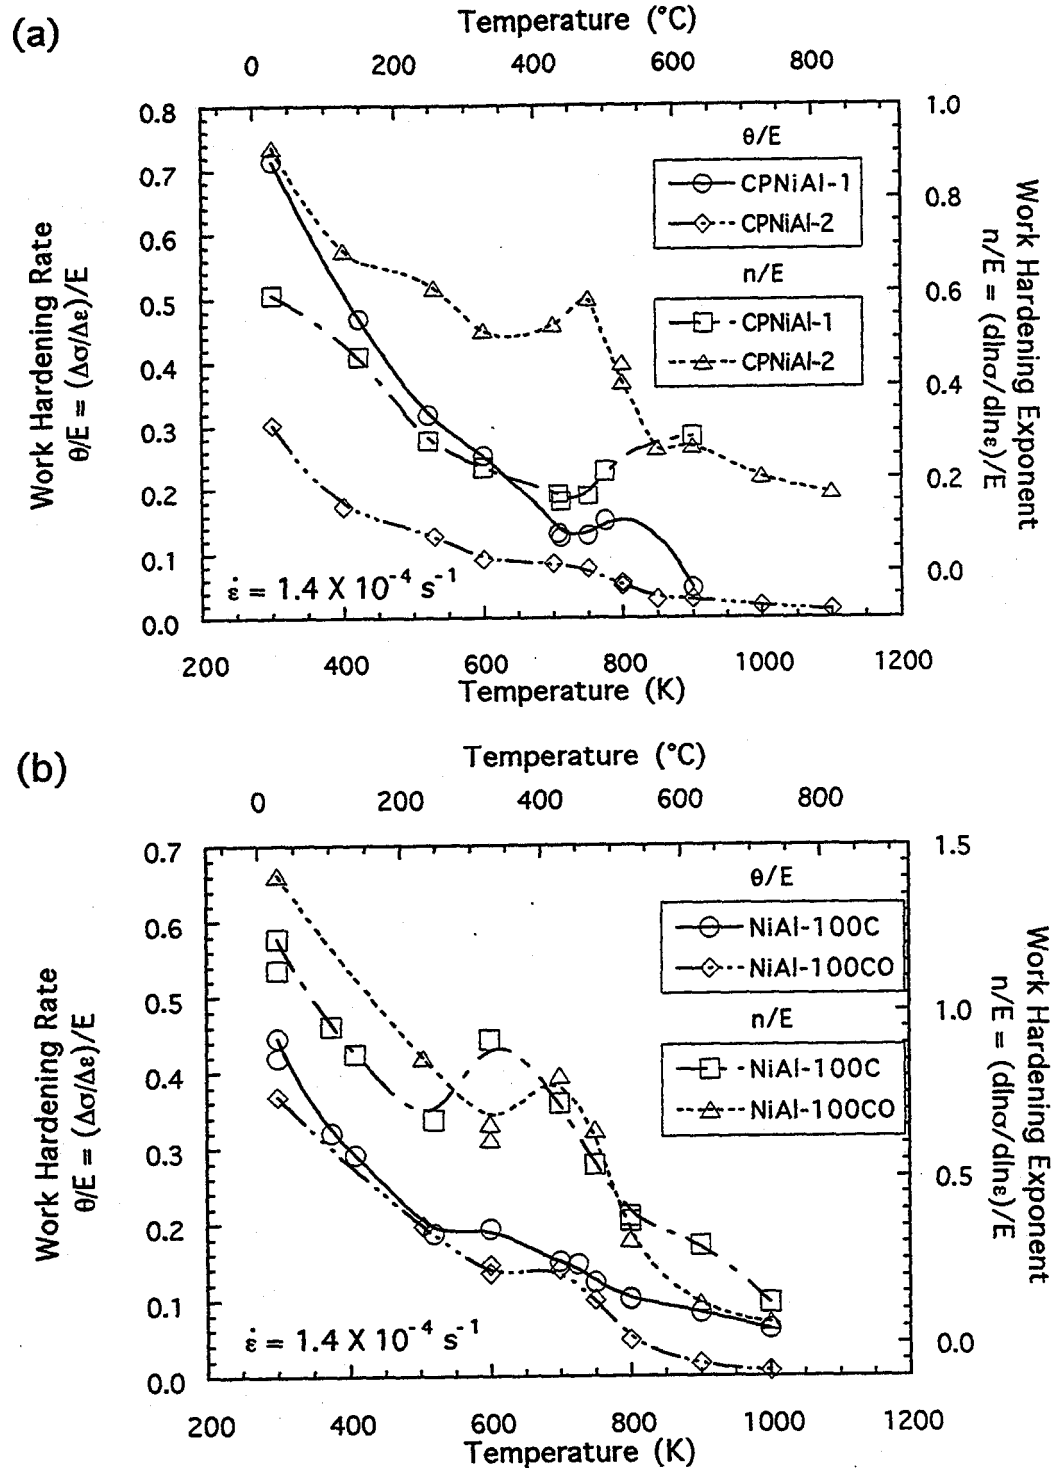 (a)
Temperature (°C)
0 200 400 600 800
0.8
0.7
0.6
0.5
0.4
0.3
0.2
0.1
0.0
Work Hardening Rate
θ/E = (Δσ/Δε)/E
θ/E
CPNiAl-1
CPNiAl-2
n/E
CPNiAl-1
CPNiAl-2
ε̇ = 1.4 X 10⁻⁴ s⁻¹
1.0
0.8
0.6
0.4
0.2
0.0
Work Hardening Exponent
n/E = (dlnσ/dlnε)/E
200 400 600 800 1000 1200
Temperature (K)
(b)
Temperature (°C)
0 200 400 600 800
0.7
0.6
0.5
0.4
0.3
0.2
0.1
0.0
Work Hardening Rate
θ/E = (Δσ/Δε)/E
θ/E
NiAl-100C
NiAl-100CO
n/E
NiAl-100C
NiAl-100CO
ε̇ = 1.4 X 10⁻⁴ s⁻¹
1.5
1.0
0.5
0.0
Work Hardening Exponent
n/E = (dlnσ/dlnε)/E
200 400 600 800 1000 1200
Temperature (K)